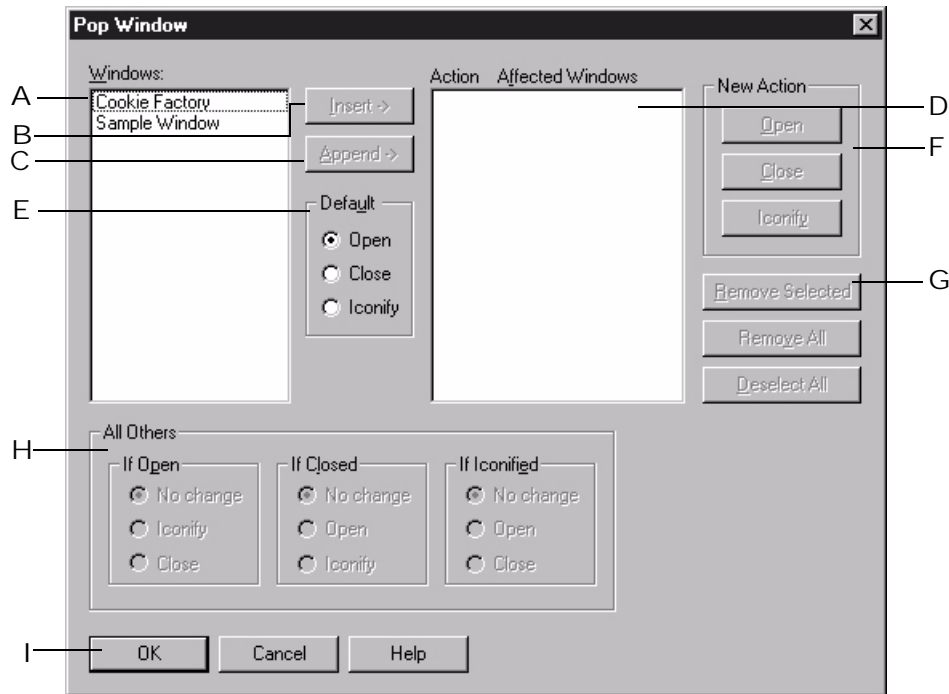 Pop Window
Windows:
Action Affected Windows
New Action
A
Cookie Factory
Sample Window
B
Insert ->
C
Append ->
D
Open
F
Close
Iconify
E
Default
Open
Close
Iconify
G
Remove Selected
Remove All
Deselect All
H
All Others
If Open
No change
Iconify
Close
If Closed
No change
Open
Iconify
If Iconified
No change
Open
Close
I
OK
Cancel
Help